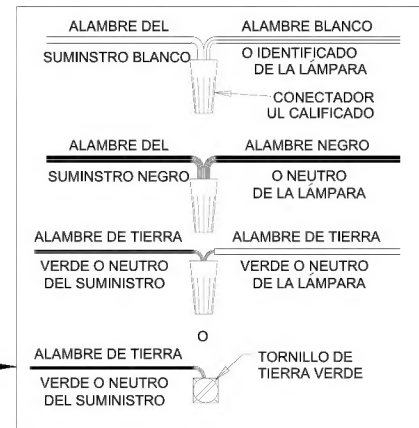 ALAMBRE DEL
ALAMBRE BLANCO
SUMINSTRO BLANCO
O IDENTIFICADO
DE LA LÁMPARA
CONECTADOR
UL CALIFICADO
ALAMBRE DEL
ALAMBRE NEGRO
SUMINSTRO NEGRO
O NEUTRO
DE LA LÁMPARA
ALAMBRE DE TIERRA
ALAMBRE DE TIERRA
VERDE O NEUTRO
DEL SUMINISTRO
VERDE O NEUTRO
DE LA LÁMPARA
O
ALAMBRE DE TIERRA
VERDE O NEUTRO
DEL SUMINISTRO
TORNILLO DE
TIERRA VERDE